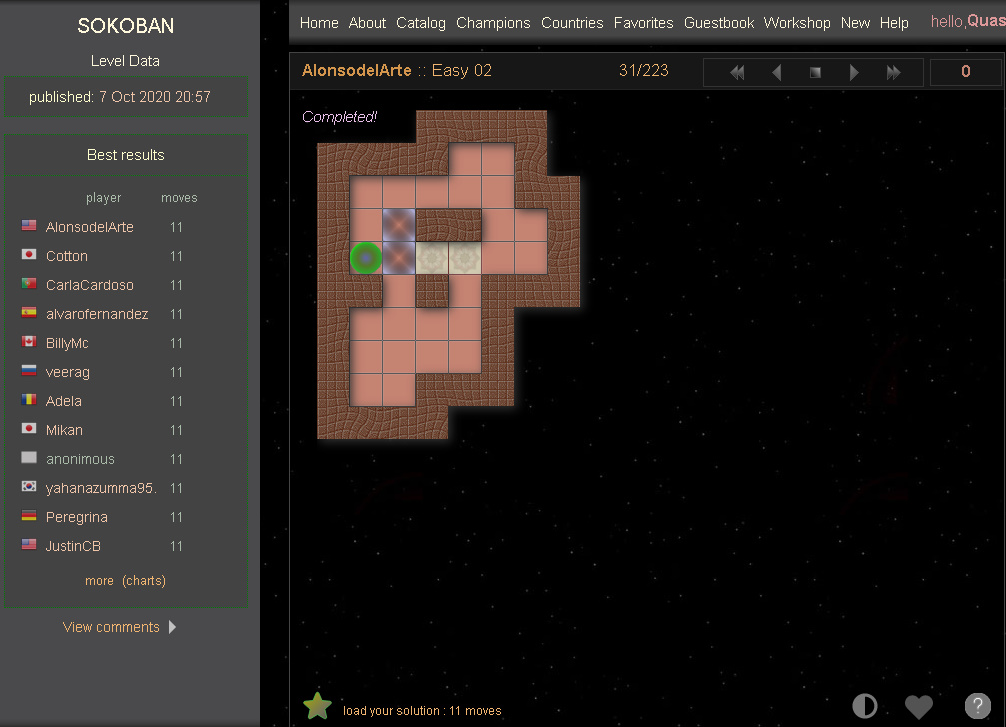 SOKOBAN
Level Data
published: 7 Oct 2020 20:57
Best results
player moves
AlonsodelArte 11
Cotton 11
CarlaCardoso 11
alvarofernandez 11
BillyMc 11
veerag 11
Adela 11
Mikan 11
anonimous 11
yahanazumma95. 11
Peregrina 11
JustinCB 11
more (charts)
View comments
Home About Catalog Champions Countries Favorites Guestbook Workshop New Help hello,Quas
AlonsodelArte :: Easy 02 31/223 0
Completed!
load your solution : 11 moves
?